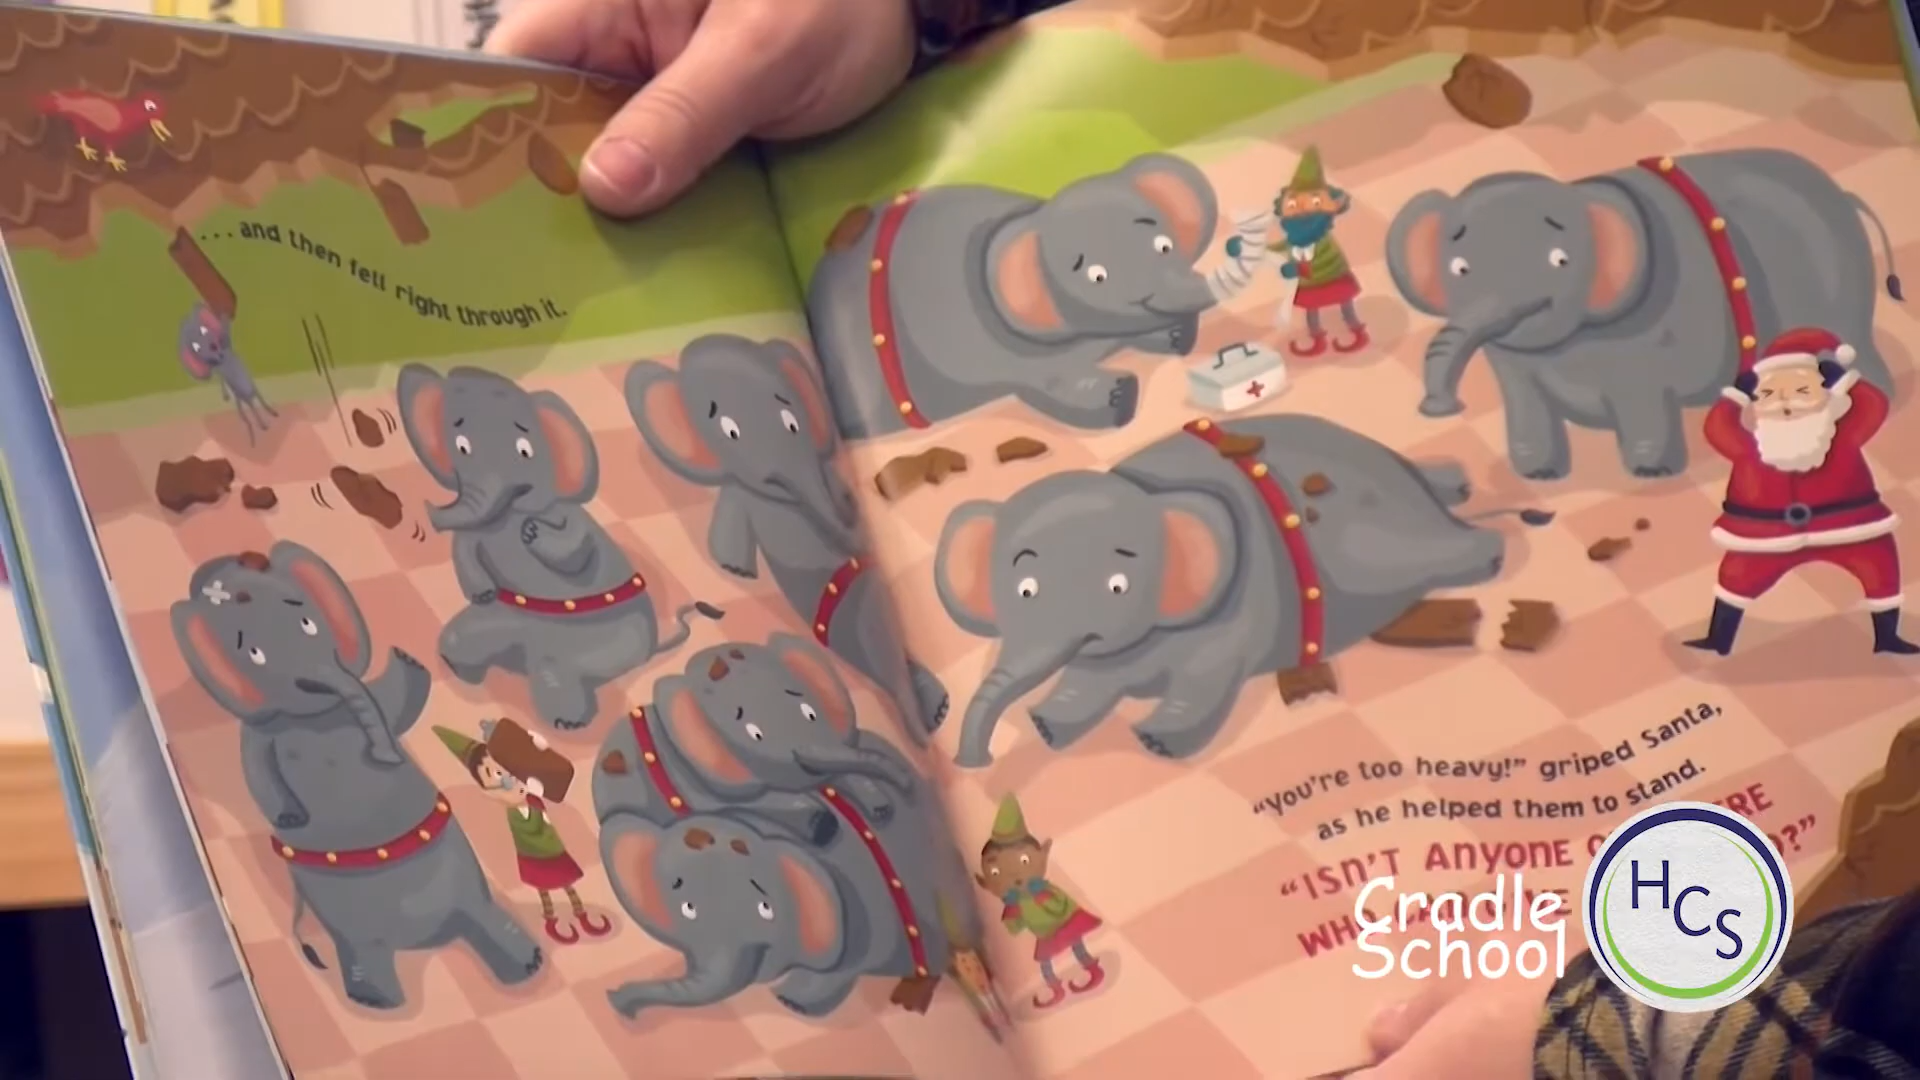 ...and then fell right through it.
"you're too heavy!" griped Santa,
as he helped them to stand.
"ISN'T ANYONE
WHO
?"
Cradle
School
HCS